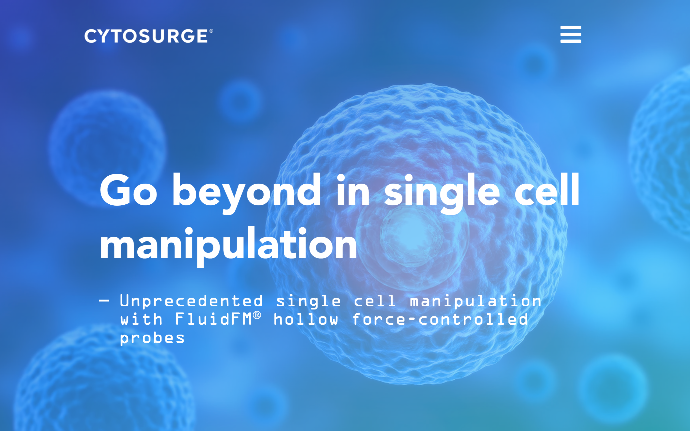 CYTOSURGE®
Go beyond in single cell
manipulation
— Unprecedented single cell manipulation
with FluidFM® hollow force-controlled
probes